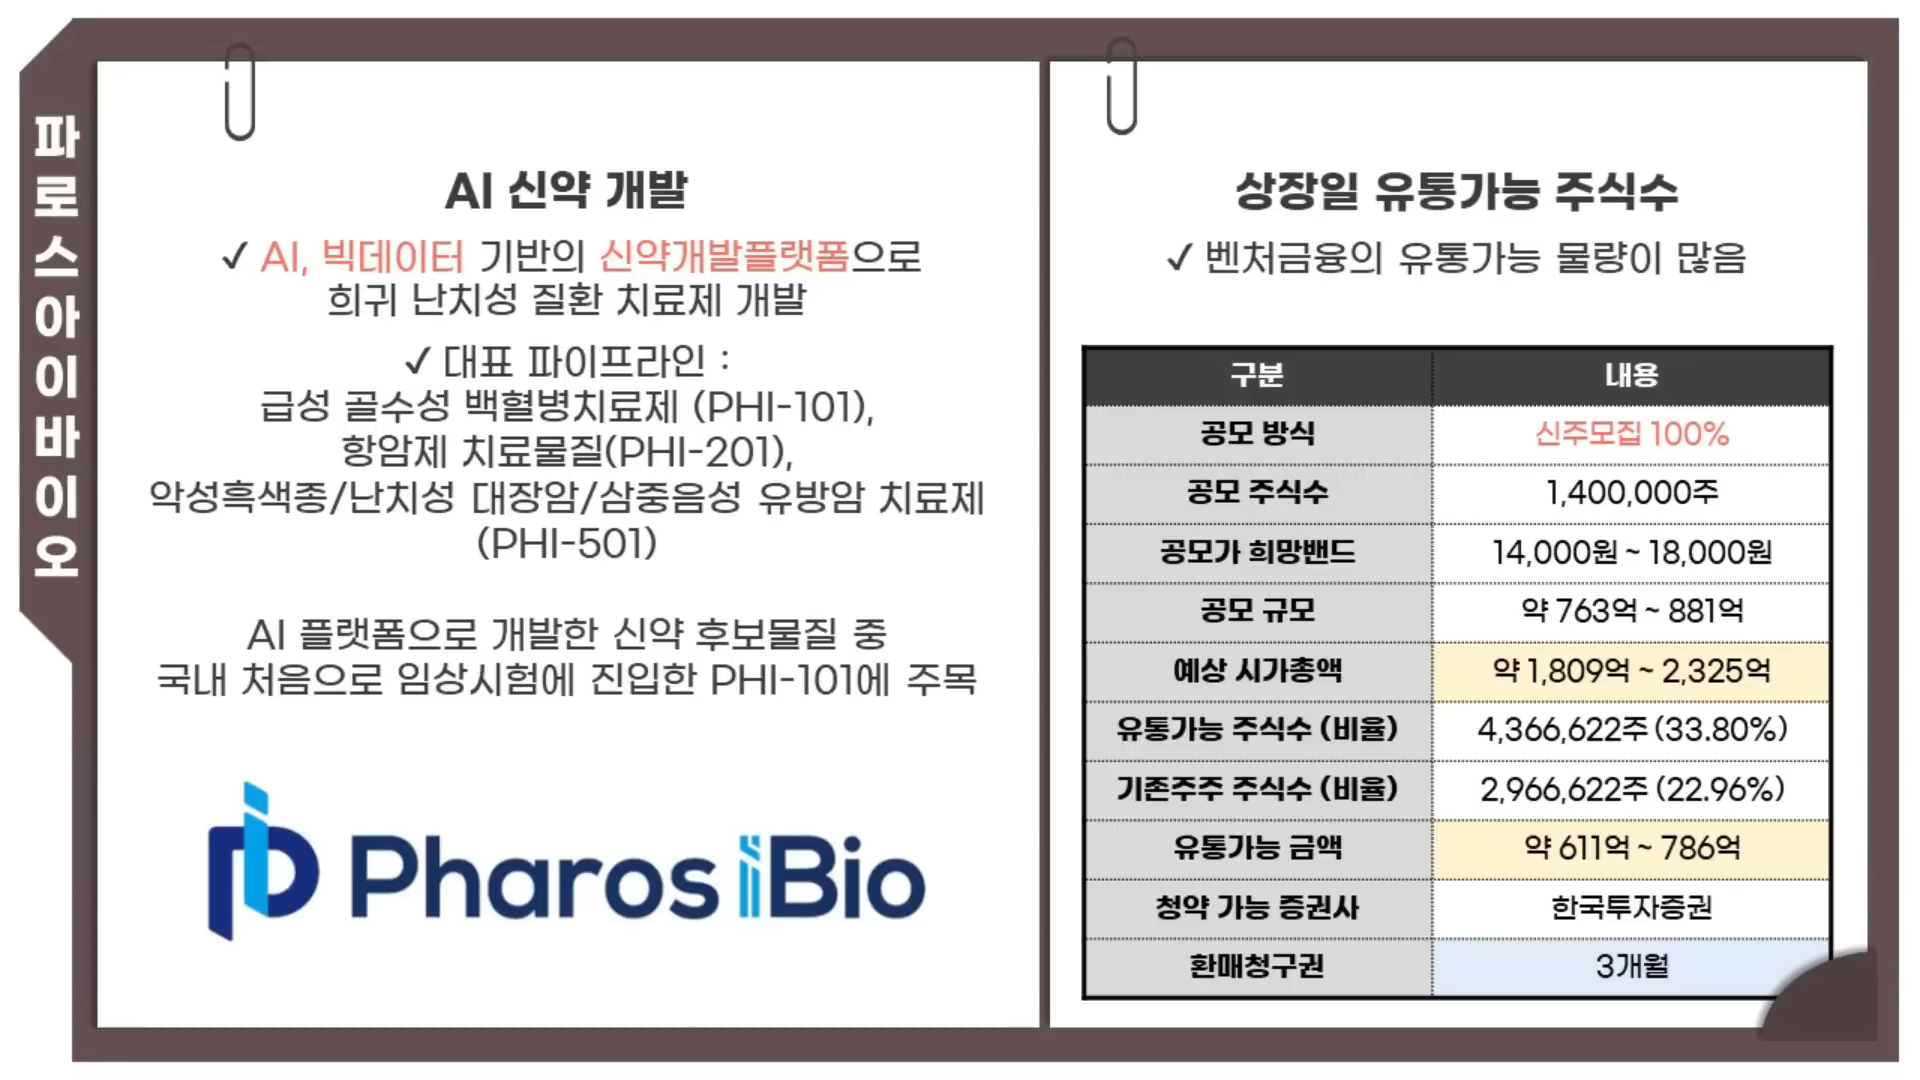 파로스아이바이오
AI 신약 개발
✓ AI, 빅데이터 기반의 신약개발플랫폼으로
희귀 난치성 질환 치료제 개발
✓ 대표 파이프라인 :
급성 골수성 백혈병치료제 (PHI-101),
항암제 치료물질(PHI-201),
악성흑색종/난치성 대장암/삼중음성 유방암 치료제
(PHI-501)
AI 플랫폼으로 개발한 신약 후보물질 중
국내 처음으로 임상시험에 진입한 PHI-101에 주목
Pharos iBio
상장일 유통가능 주식수
✓ 벤처금융의 유통가능 물량이 많음
구분 내용
공모 방식 신주모집 100%
공모 주식수 1,400,000주
공모가 희망밴드 14,000원 ~ 18,000원
공모 규모 약 763억 ~ 881억
예상 시가총액 약 1,809억 ~ 2,325억
유통가능 주식수 (비율) 4,366,622주 (33.80%)
기존주주 주식수 (비율) 2,966,622주 (22.96%)
유통가능 금액 약 611억 ~ 786억
청약 가능 증권사 한국투자증권
환매청구권 3개월